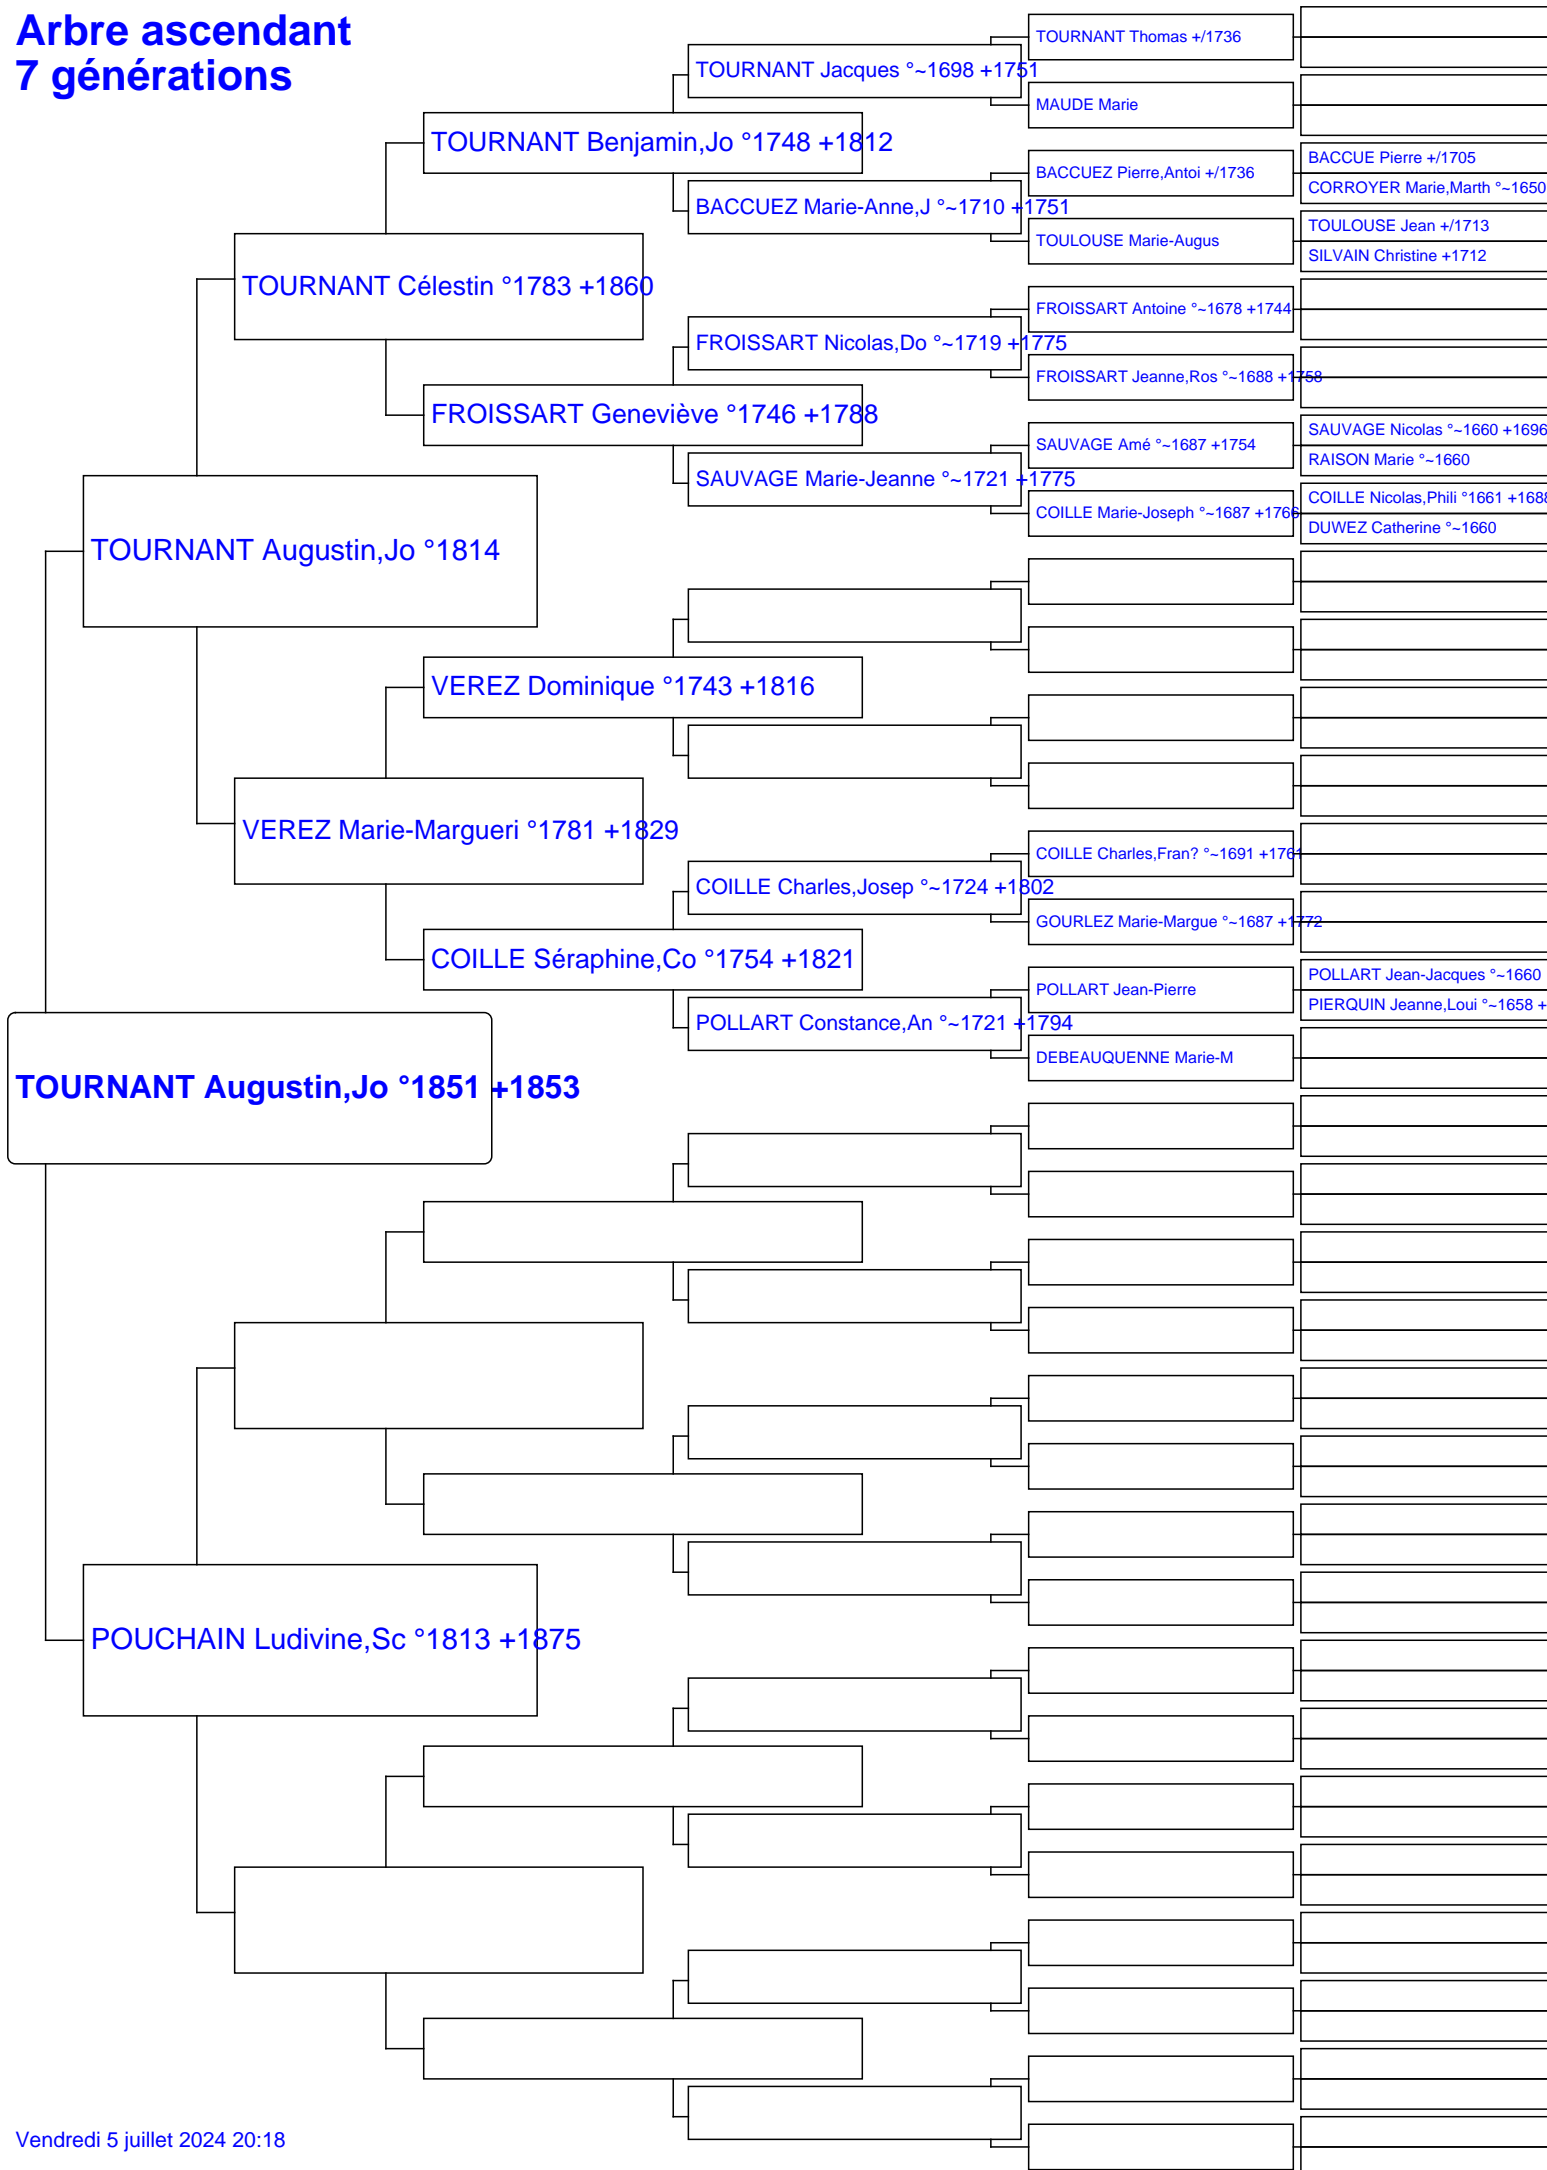 Arbre ascendant
7 générations
TOURNANT Augustin,Jo °1851 +1853
TOURNANT Augustin,Jo °1814
POUCHAIN Ludivine,Sc °1813 +1875
TOURNANT Célestin °1783 +1860
VEREZ Marie-Margueri °1781 +1829
TOURNANT Benjamin,Jo °1748 +1812
FROISSART Geneviève °1746 +1788
VEREZ Dominique °1743 +1816
COILLE Séraphine,Co °1754 +1821
TOURNANT Jacques °~1698 +1751
BACCUEZ Marie-Anne,J °~1710 +1751
FROISSART Nicolas,Do °~1719 +1775
SAUVAGE Marie-Jeanne °~1721 +1775
COILLE Charles,Josep °~1724 +1802
POLLART Constance,An °~1721 +1794
TOURNANT Thomas +/1736
MAUDE Marie
BACCUEZ Pierre,Antoi +/1736
TOULOUSE Marie-Augus
FROISSART Antoine °~1678 +1744
FROISSART Jeanne,Ros °~1688 +1758
SAUVAGE Amé °~1687 +1754
COILLE Marie-Joseph °~1687 +1766
COILLE Charles,Fran? °~1691 +1761
GOURLEZ Marie-Margue °~1687 +1772
POLLART Jean-Pierre
DEBEAUQUENNE Marie-M
BACCUE Pierre +/1705
CORROYER Marie,Marth °~1650
TOULOUSE Jean +/1713
SILVAIN Christine +1712
SAUVAGE Nicolas °~1660 +1696
RAISON Marie °~1660
COILLE Nicolas,Phili °1661 +1688
DUWEZ Catherine °~1660
POLLART Jean-Jacques °~1660
PIERQUIN Jeanne,Loui °~1658 +
Vendredi 5 juillet 2024 20:18